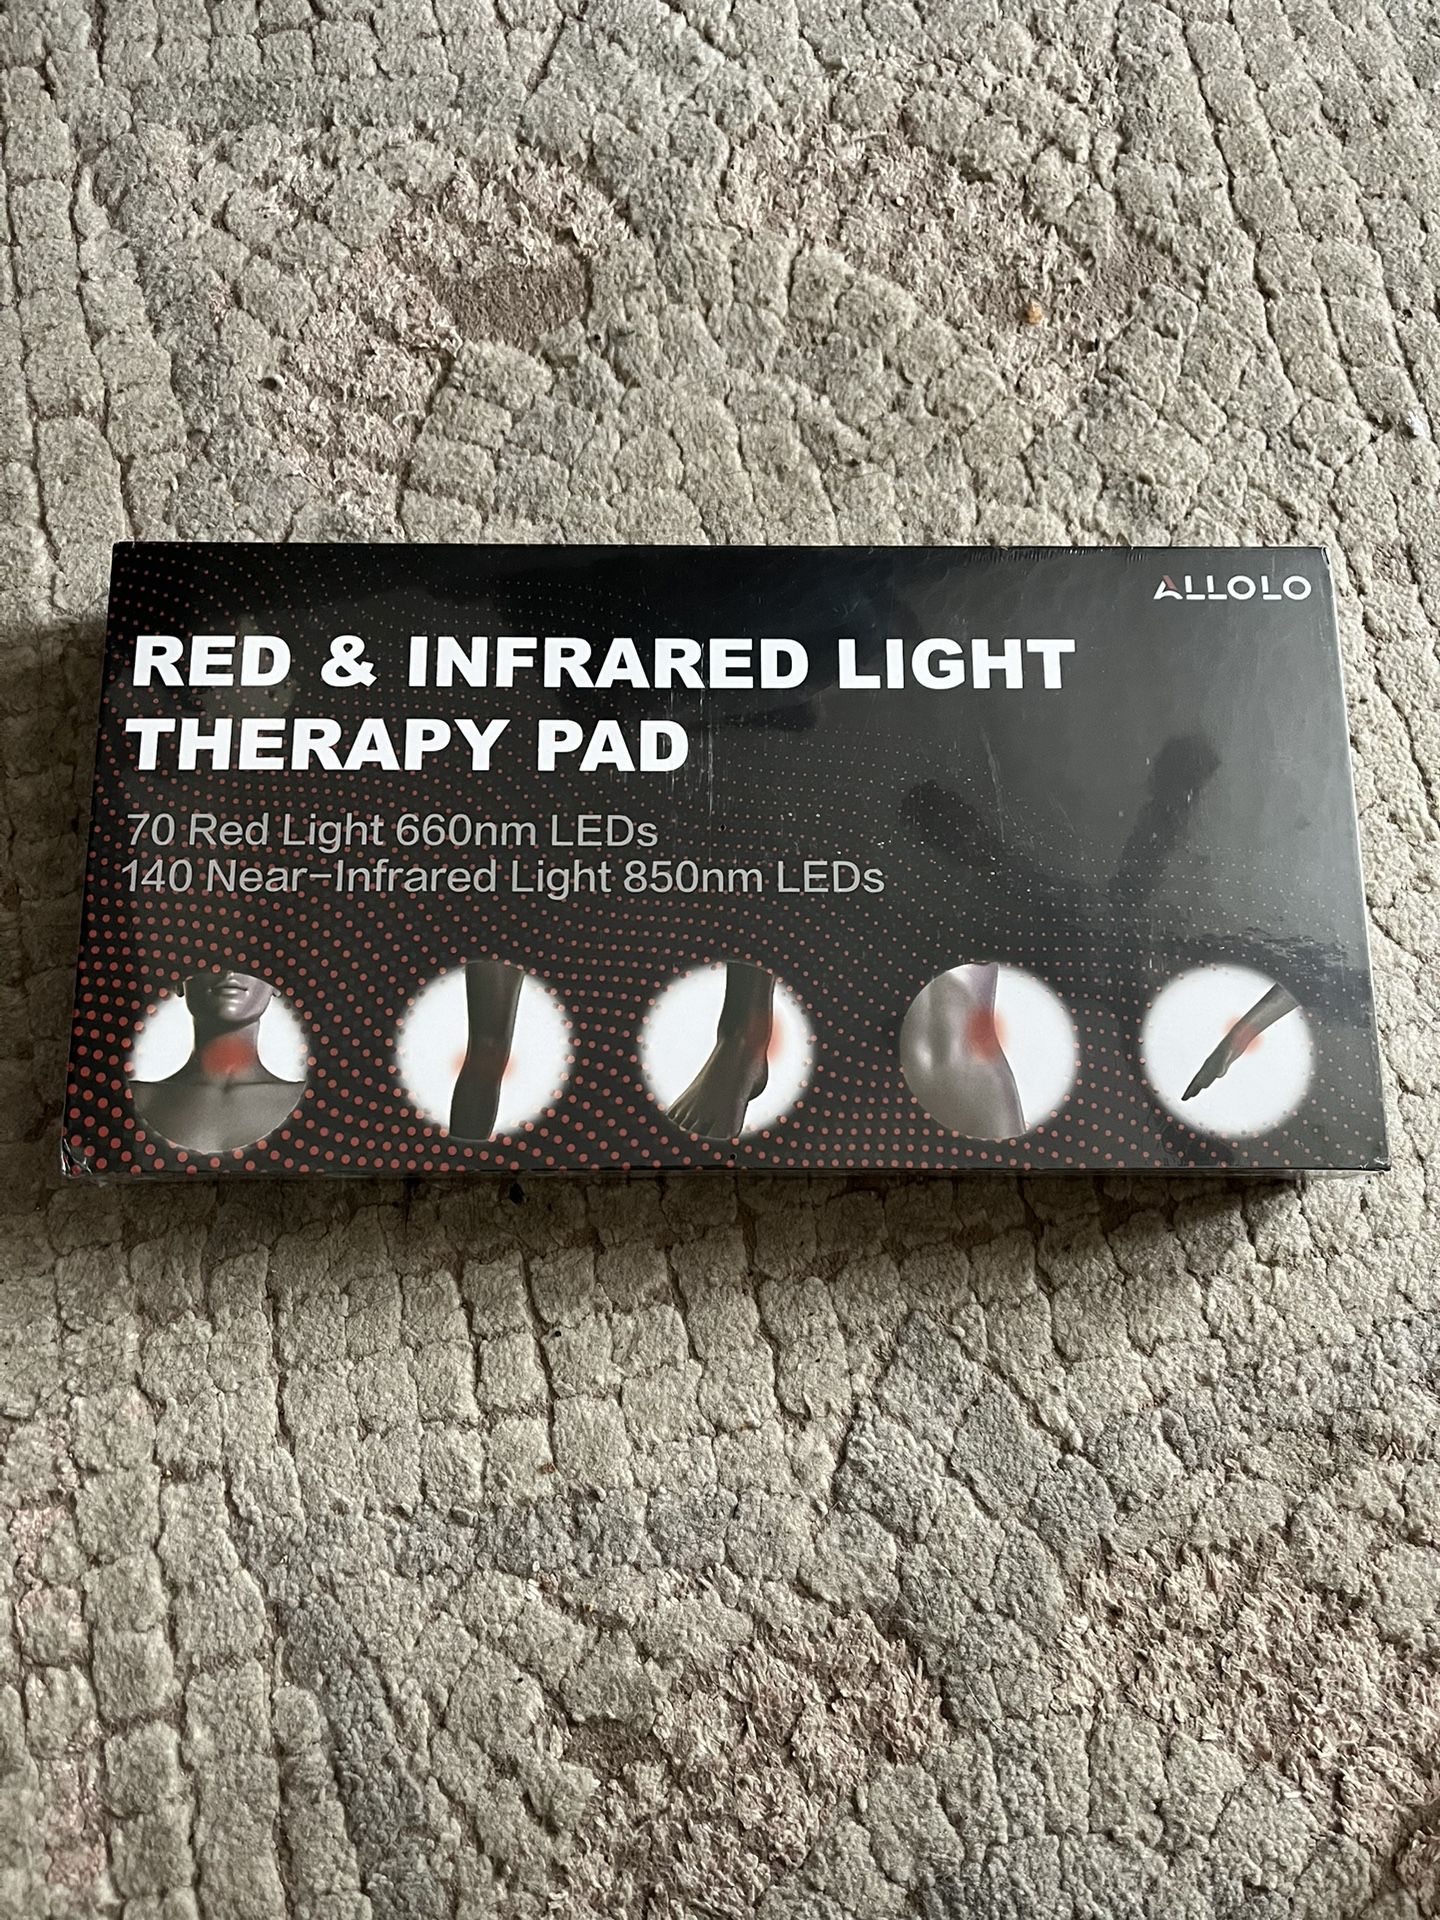 ALLOLO
RED & INFRARED LIGHT
THERAPY PAD
70 Red Light 660nm LEDs
140 Near-Infrared Light 850nm LEDs